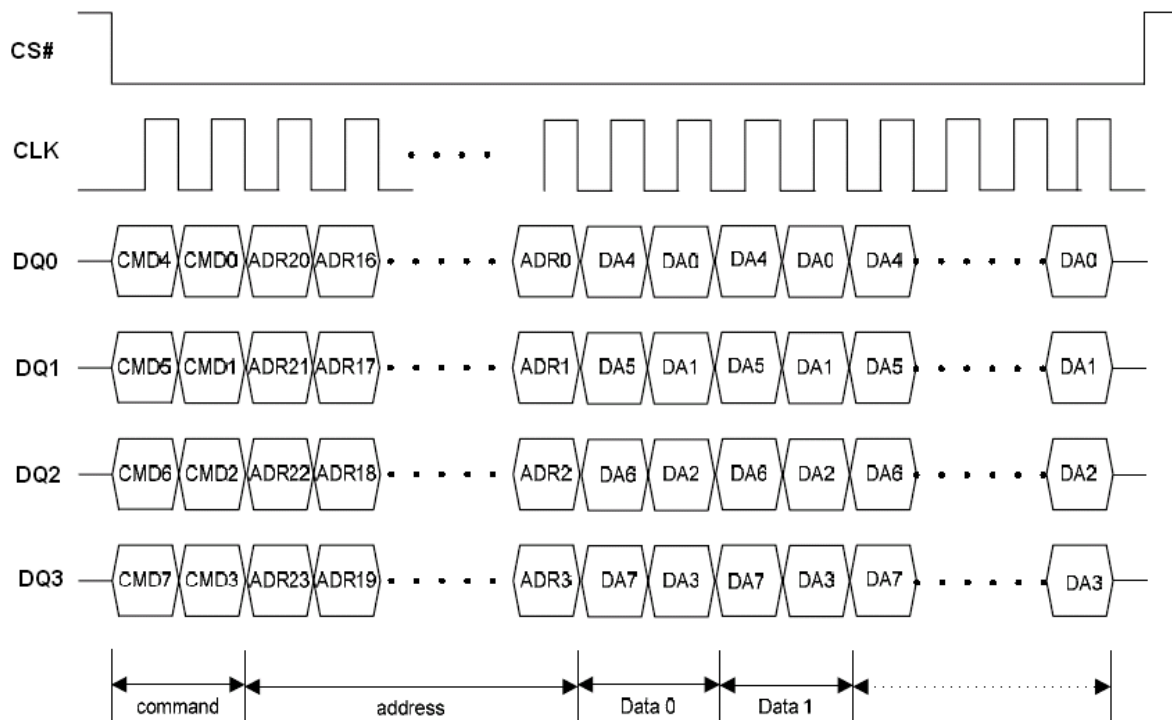 CS#
CLK
DQ0 CMD4 CMD0 ADR20 ADR16 ADR0 DA4 DA0 DA4 DA0 DA4 DA0
DQ1 CMD5 CMD1 ADR21 ADR17 ADR1 DA5 DA1 DA5 DA1 DA5 DA1
DQ2 CMD6 CMD2 ADR22 ADR18 ADR2 DA6 DA2 DA6 DA2 DA6 DA2
DQ3 CMD7 CMD3 ADR23 ADR19 ADR3 DA7 DA3 DA7 DA3 DA7 DA3
command address Data 0 Data 1